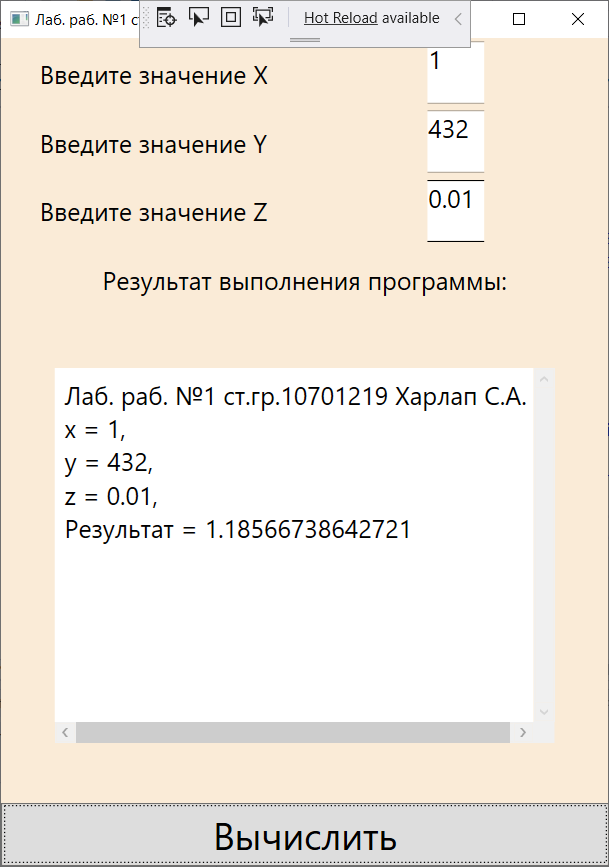 Лаб. раб. №1 ст
Hot Reload available
Введите значение X
1
Введите значение Y
432
Введите значение Z
0.01
Результат выполнения программы:
Лаб. раб. №1 ст.гр.10701219 Харлап С.А.
x = 1,
y = 432,
z = 0.01,
Результат = 1.18566738642721
Вычислить